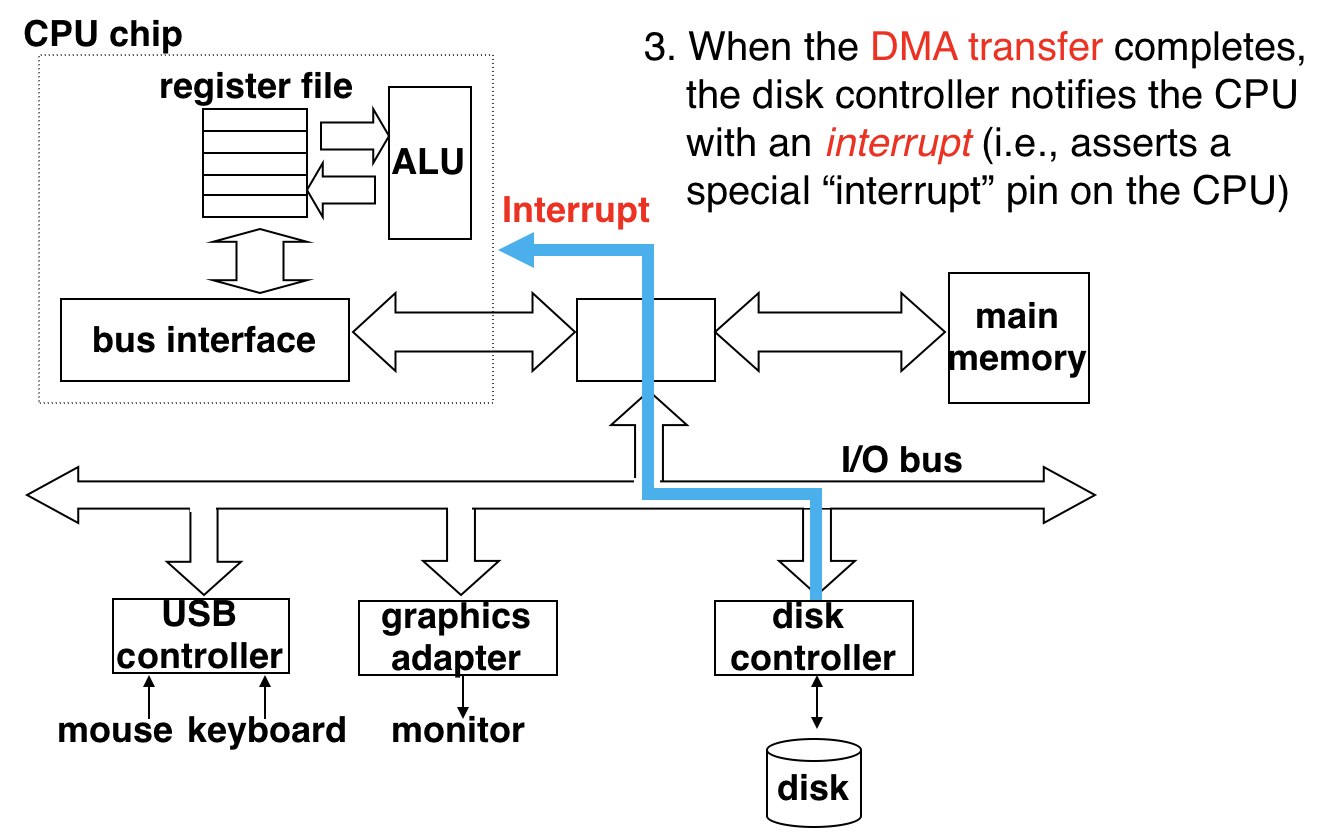 CPU chip
register file
ALU
3. When the DMA transfer completes,
the disk controller notifies the CPU
with an interrupt (i.e., asserts a
special “interrupt” pin on the CPU)
Interrupt
bus interface
main
memory
I/O bus
USB
controller
graphics
adapter
disk
controller
mouse
keyboard
monitor
disk